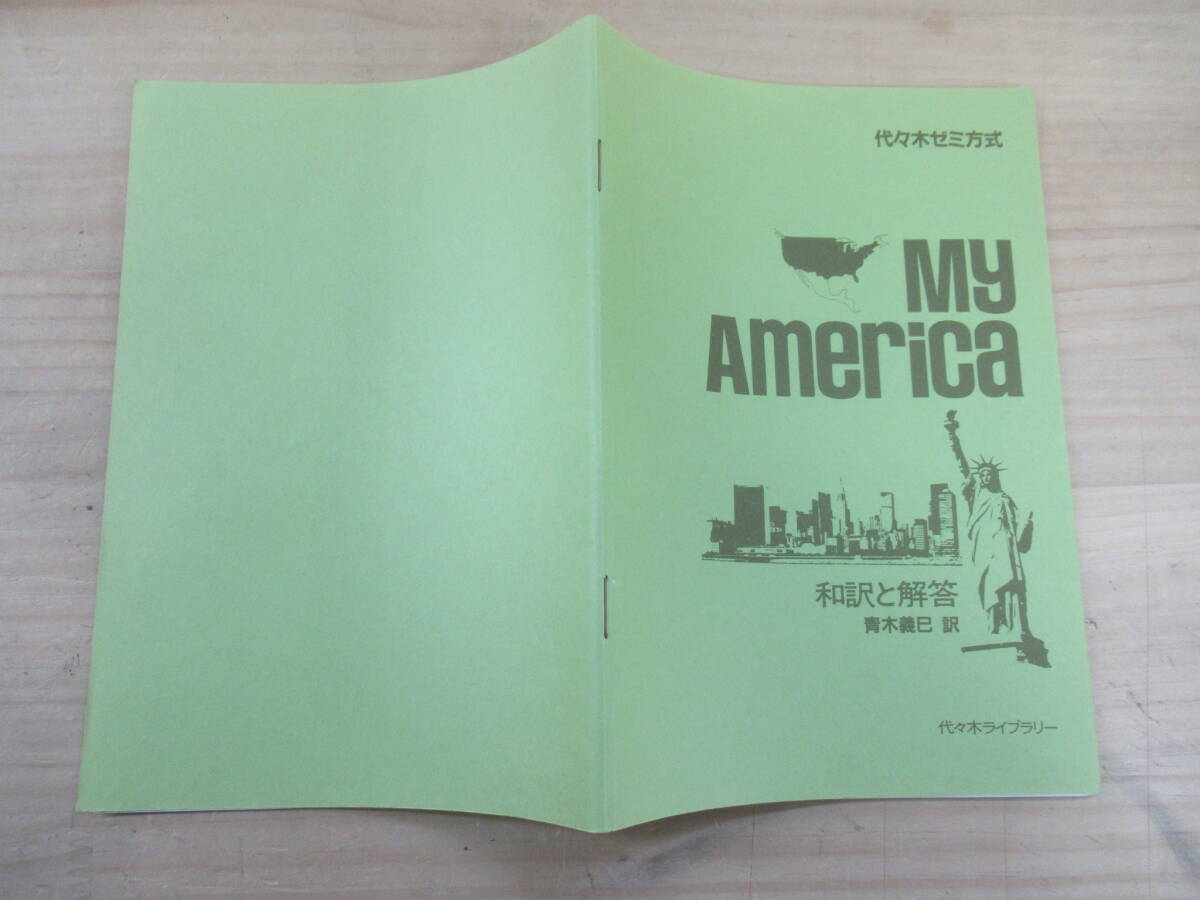 代々木ゼミ方式
My
America
和訳と解答
青木義巳 訳
代々木ライブラリー